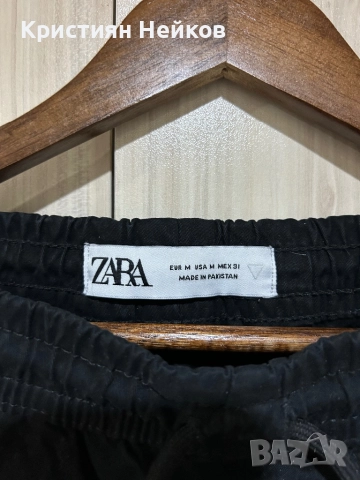 Кристиян Нейков
ZARA
EUR M USA M MEX 31
MADE IN PAKISTAN
BAZAR